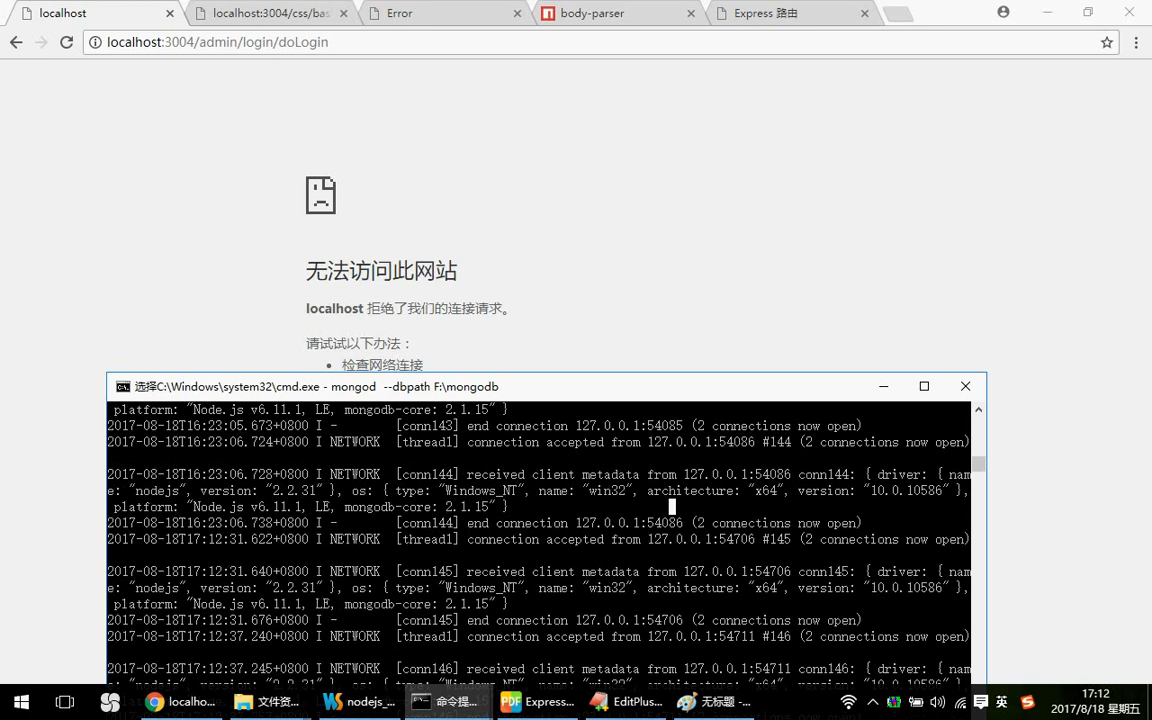 localhost
localhost:3004/css/bas
Error
body-parser
Express 路由
localhost:3004/admin/login/doLogin
无法访问此网站
localhost 拒绝了我们的连接请求。
请试试以下办法：
• 检查网络连接
选择C:\Windows\system32\cmd.exe - mongod  --dbpath F:\mongodb
platform: "Node.js v6.11.1, LE, mongodb-core: 2.1.15" }
2017-08-18T16:23:05.673+0800 I -        [conn143] end connection 127.0.0.1:54085 (2 connections now open)
2017-08-18T16:23:06.724+0800 I NETWORK  [thread1] connection accepted from 127.0.0.1:54086 #144 (2 connections now open)
2017-08-18T16:23:06.728+0800 I NETWORK  [conn144] received client metadata from 127.0.0.1:54086 conn144: { driver: { nam
e: "nodejs", version: "2.2.31" }, os: { type: "Windows_NT", name: "win32", architecture: "x64", version: "10.0.10586" },
platform: "Node.js v6.11.1, LE, mongodb-core: 2.1.15" }
2017-08-18T16:23:06.738+0800 I -        [conn144] end connection 127.0.0.1:54086 (2 connections now open)
2017-08-18T17:12:31.622+0800 I NETWORK  [thread1] connection accepted from 127.0.0.1:54706 #145 (2 connections now open)
2017-08-18T17:12:31.640+0800 I NETWORK  [conn145] received client metadata from 127.0.0.1:54706 conn145: { driver: { nam
e: "nodejs", version: "2.2.31" }, os: { type: "Windows_NT", name: "win32", architecture: "x64", version: "10.0.10586" },
platform: "Node.js v6.11.1, LE, mongodb-core: 2.1.15" }
2017-08-18T17:12:31.676+0800 I -        [conn145] end connection 127.0.0.1:54706 (2 connections now open)
2017-08-18T17:12:37.240+0800 I NETWORK  [thread1] connection accepted from 127.0.0.1:54711 #146 (2 connections now open)
2017-08-18T17:12:37.245+0800 I NETWORK  [conn146] received client metadata from 127.0.0.1:54711 conn146: { driver: { nam
localho...
文件资...
nodejs_...
命令提...
PDF
Express...
EditPlus...
无标题 -...
英
17:12
2017/8/18 星期五